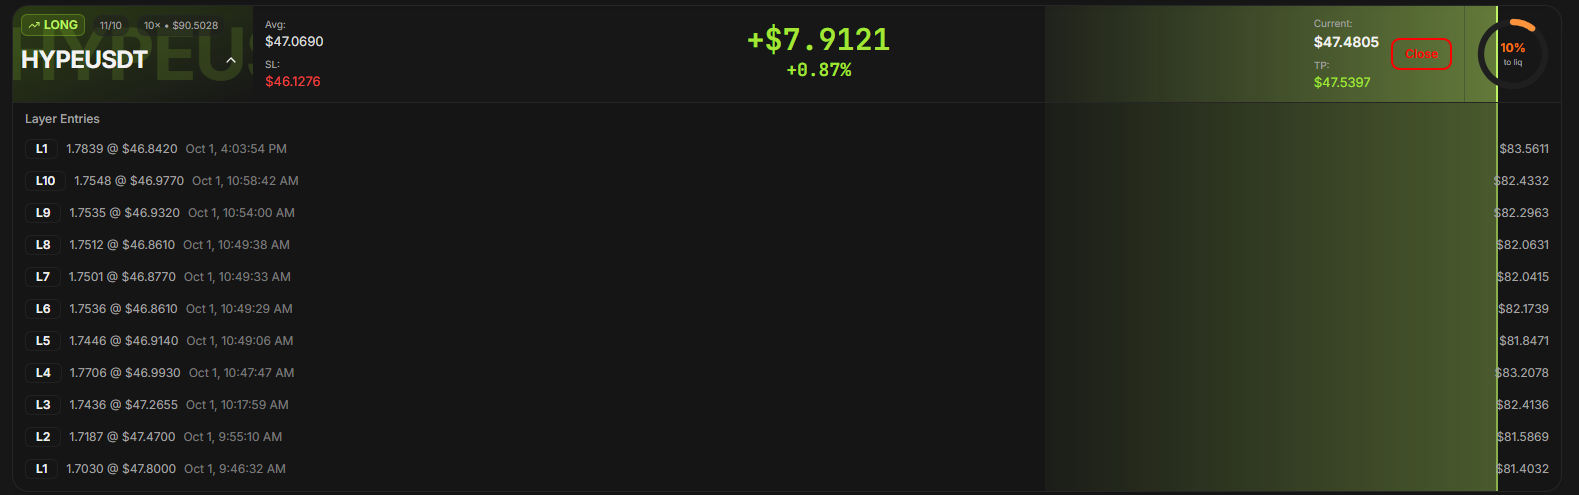 LONG 11/10 10× • $90.5028
HYPEUSDT
HYPEUS
Avg:
$47.0690
SL:
$46.1276
+$7.9121
+0.87%
Current:
$47.4805
TP:
$47.5397
Close
10%
to liq
Layer Entries
L1 1.7839 @ $46.8420 Oct 1, 4:03:54 PM $83.5611
L10 1.7548 @ $46.9770 Oct 1, 10:58:42 AM $82.4332
L9 1.7535 @ $46.9320 Oct 1, 10:54:00 AM $82.2963
L8 1.7512 @ $46.8610 Oct 1, 10:49:38 AM $82.0631
L7 1.7501 @ $46.8770 Oct 1, 10:49:33 AM $82.0415
L6 1.7536 @ $46.8610 Oct 1, 10:49:29 AM $82.1739
L5 1.7446 @ $46.9140 Oct 1, 10:49:06 AM $81.8471
L4 1.7706 @ $46.9930 Oct 1, 10:47:47 AM $83.2078
L3 1.7436 @ $47.2655 Oct 1, 10:17:59 AM $82.4136
L2 1.7187 @ $47.4700 Oct 1, 9:55:10 AM $81.5869
L1 1.7030 @ $47.8000 Oct 1, 9:46:32 AM $81.4032